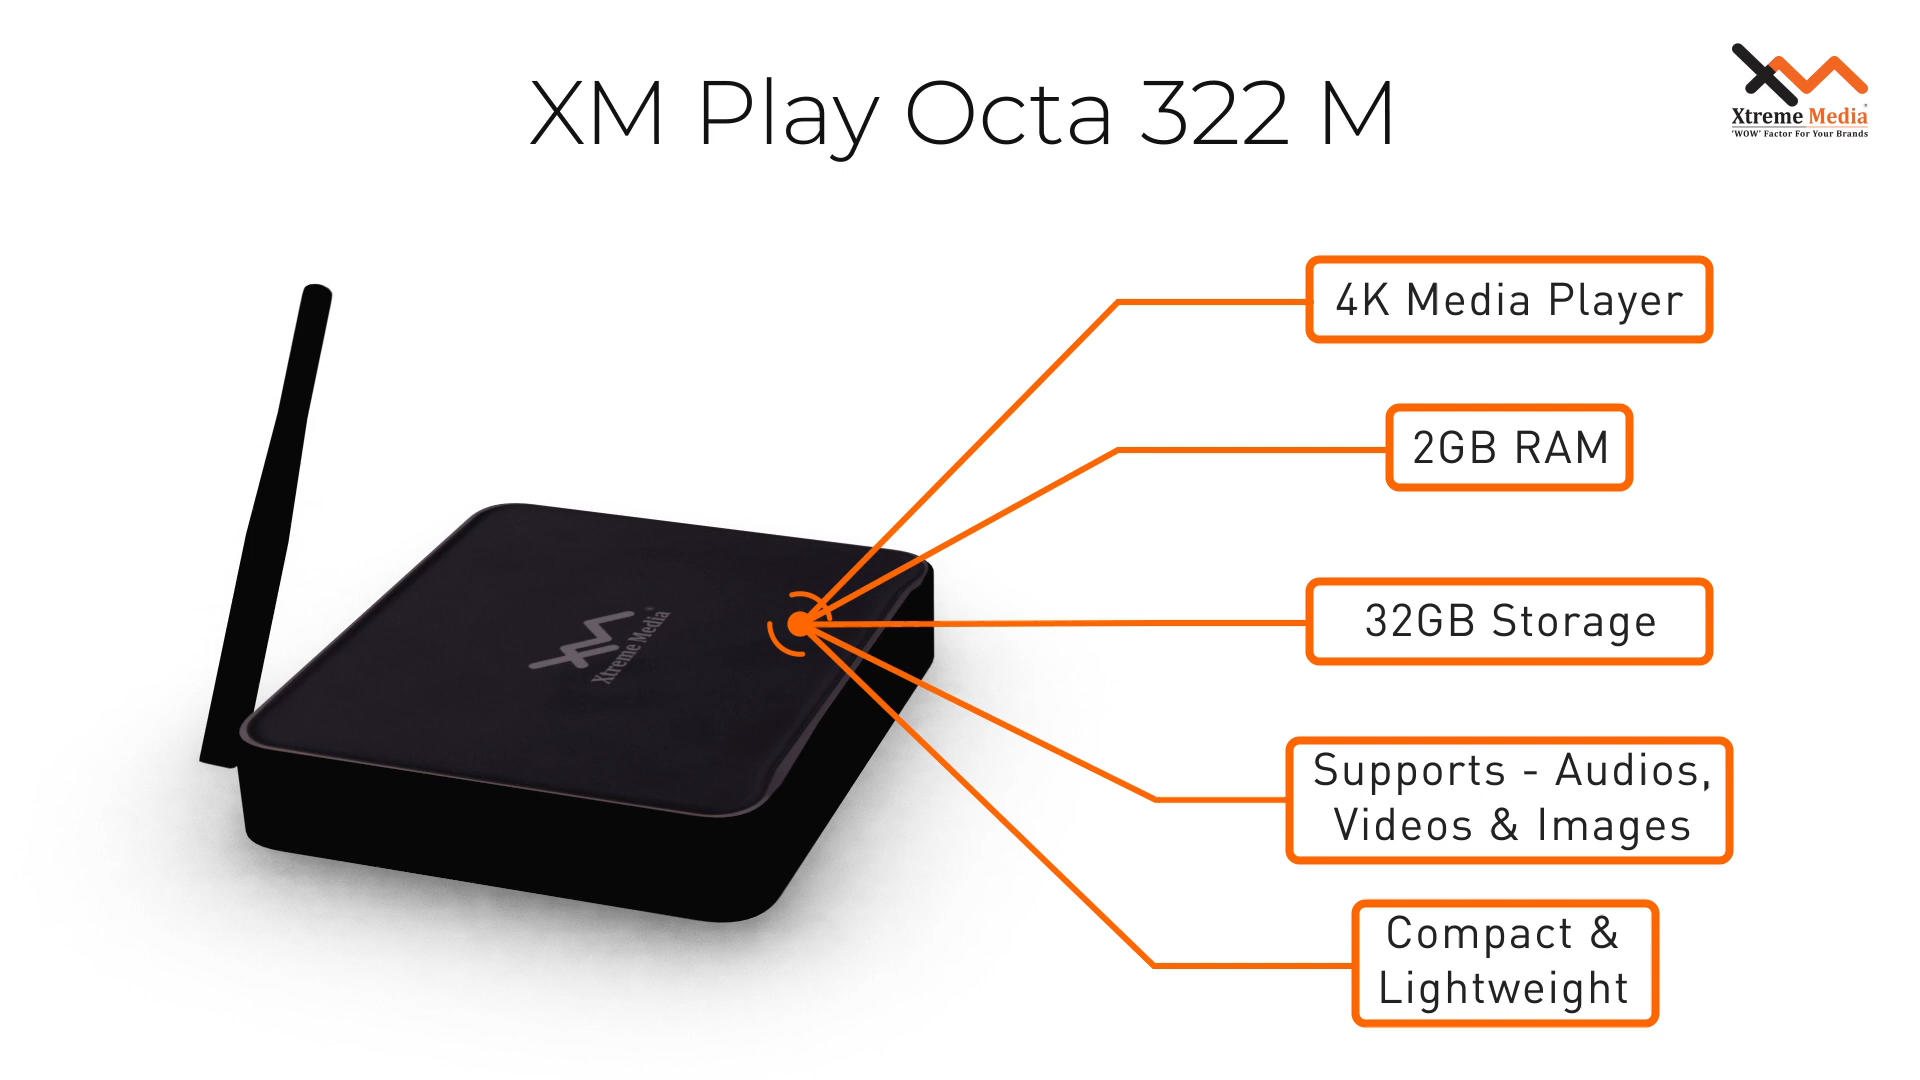 XM Play Octa 322 M
Xtreme Media
'WOW' Factor For Your Brands
4K Media Player
2GB RAM
32GB Storage
Supports - Audios,
Videos & Images
Compact &
Lightweight
Xtreme Media